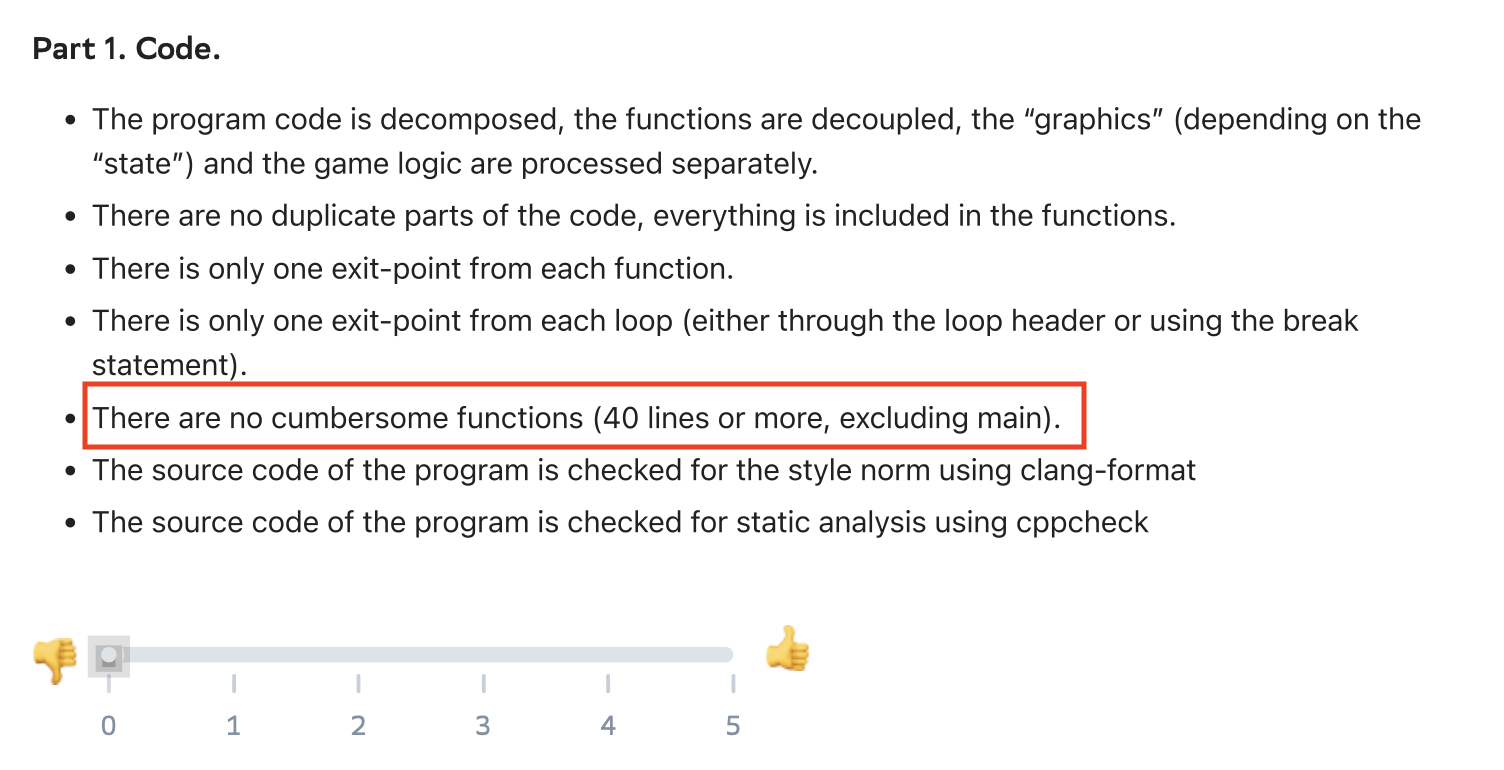 Part 1. Code.
• The program code is decomposed, the functions are decoupled, the “graphics” (depending on the
“state”) and the game logic are processed separately.
• There are no duplicate parts of the code, everything is included in the functions.
• There is only one exit-point from each function.
• There is only one exit-point from each loop (either through the loop header or using the break
statement).
• There are no cumbersome functions (40 lines or more, excluding main).
• The source code of the program is checked for the style norm using clang-format
• The source code of the program is checked for static analysis using cppcheck
0 1 2 3 4 5